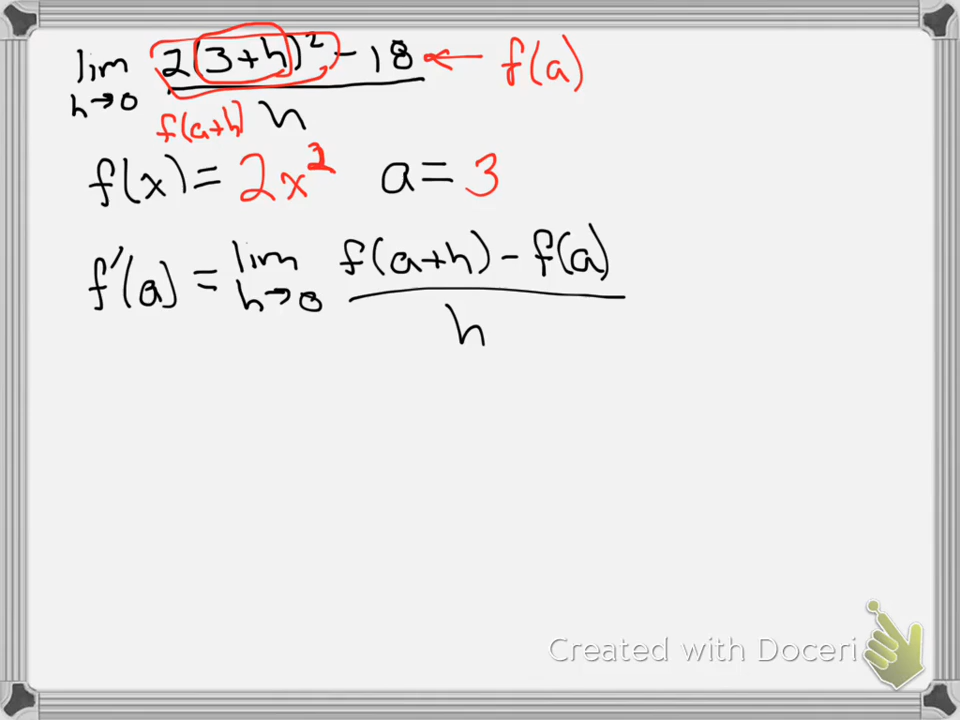 lim h→0 2(3+h)² - 18 ← f(a)
f(a+h) h
f(x) = 2x² a = 3
f'(a) = lim h→0 f(a+h) - f(a)
h
Created with Doceri